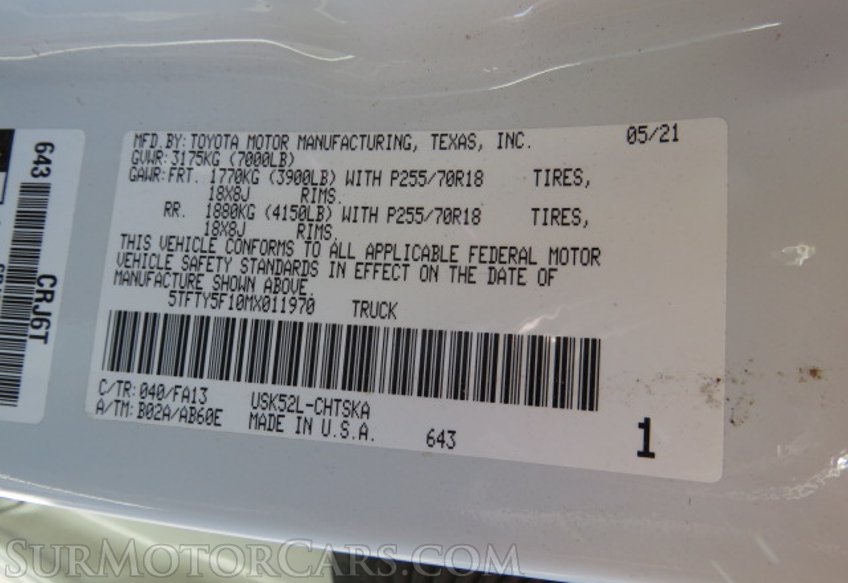 MFD.BY:TOYOTA MOTOR MANUFACTURING, TEXAS, INC. 05/21
GVWR:3175KG (7000LB)
GAWR:FRT. 1770KG (3900LB) WITH P255/70R18 TIRES,
18X8J RIMS.
RR. 1880KG (4150LB) WITH P255/70R18 TIRES,
18X8J RIMS.
THIS VEHICLE CONFORMS TO ALL APPLICABLE FEDERAL MOTOR
VEHICLE SAFETY STANDARDS IN EFFECT ON THE DATE OF
MANUFACTURE SHOWN ABOVE.
5TFTY5F10MX011970 TRUCK
C/TR:040/FA13 USK52L-CHTSKA
A/TM:B02A/AB60E MADE IN U.S.A. 643 1
643
CRJ6T
SURMOTORCARS.COM